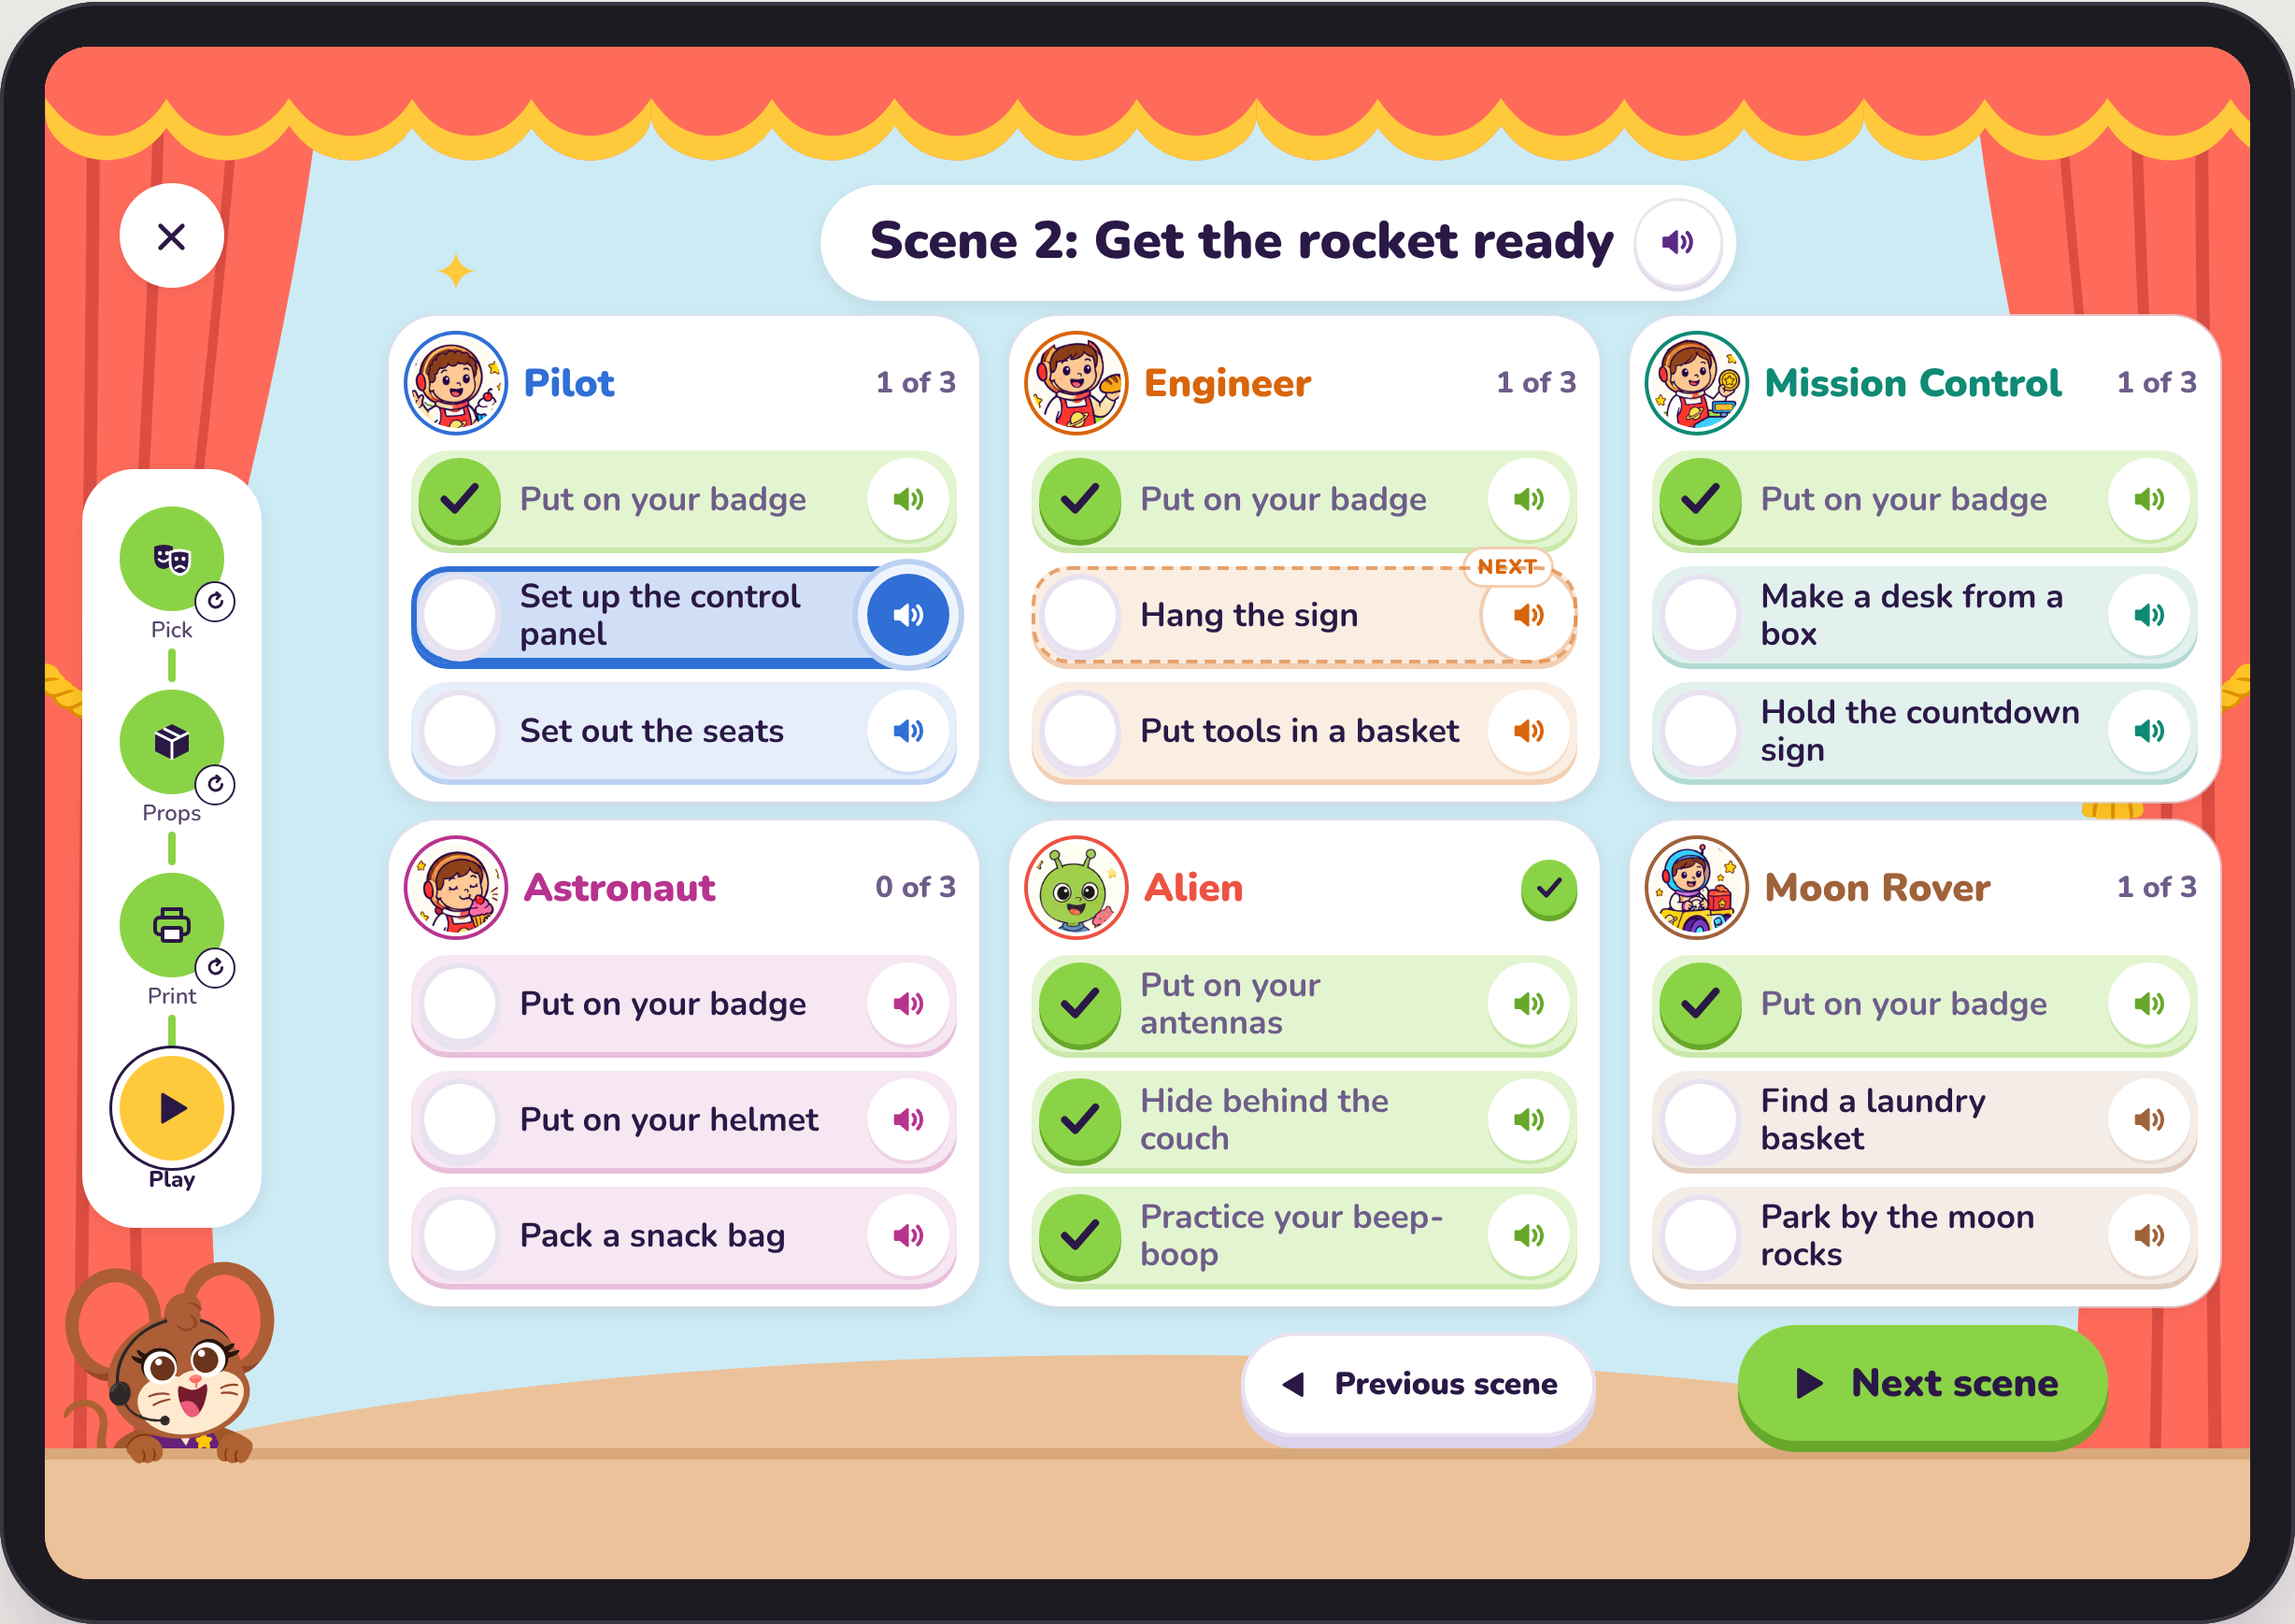 Scene 2: Get the rocket ready
Pick
Props
Print
Play
Pilot
1 of 3
Put on your badge
Set up the control
panel
Set out the seats
Engineer
1 of 3
Put on your badge
NEXT
Hang the sign
Put tools in a basket
Mission Control
1 of 3
Put on your badge
Make a desk from a
box
Hold the countdown
sign
Astronaut
0 of 3
Put on your badge
Put on your helmet
Pack a snack bag
Alien
Put on your
antennas
Hide behind the
couch
Practice your beep-
boop
Moon Rover
1 of 3
Put on your badge
Find a laundry
basket
Park by the moon
rocks
Previous scene
Next scene